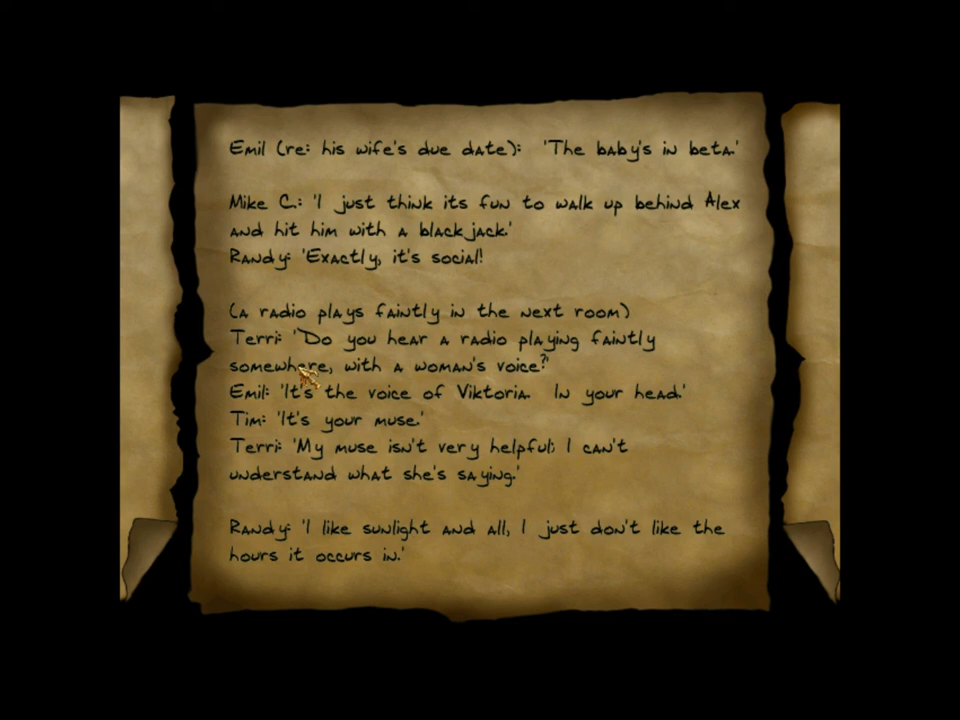 Emil (re: his wife's due date): 'The baby's in beta.'
Mike C.: 'I just think its fun to walk up behind Alex
and hit him with a blackjack.'
Randy: 'Exactly, it's social!
(a radio plays faintly in the next room)
Terri: 'Do you hear a radio playing faintly
somewhere, with a woman's voice?'
Emil: 'It's the voice of Viktoria. In your head.'
Tim: 'It's your muse.'
Terri: 'My muse isn't very helpful; I can't
understand what she's saying.'
Randy: 'I like sunlight and all, I just don't like the
hours it occurs in.'